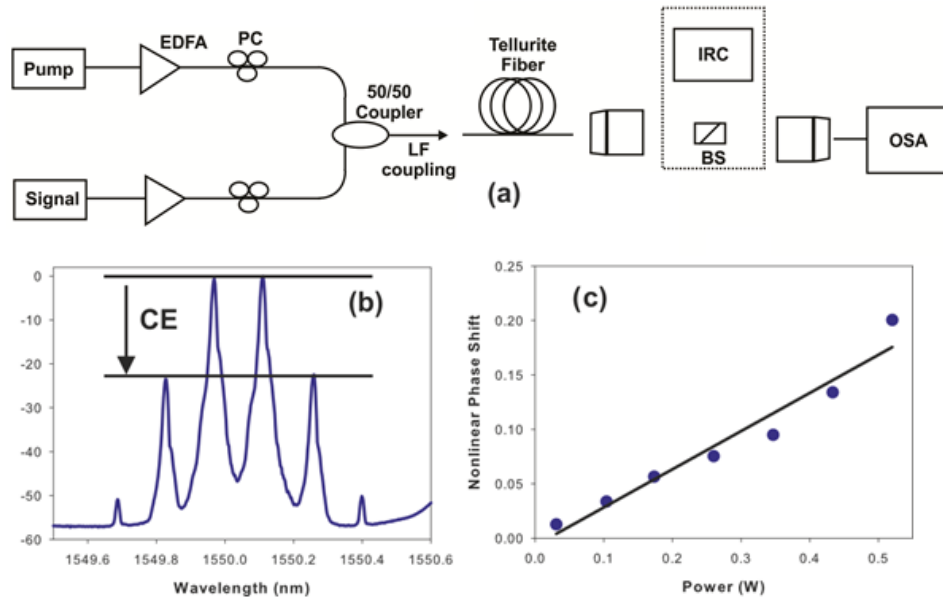 Pump
EDFA
PC
50/50
Coupler
LF
coupling
Tellurite
Fiber
IRC
BS
OSA
Signal
(a)
(b)
CE
0
-10
-20
-30
-40
-50
-60
1549.6 1549.8 1550.0 1550.2 1550.4 1550.6
Wavelength (nm)
(c)
Nonlinear Phase Shift
0.25
0.20
0.15
0.10
0.05
0.00
0.0 0.1 0.2 0.3 0.4 0.5
Power (W)